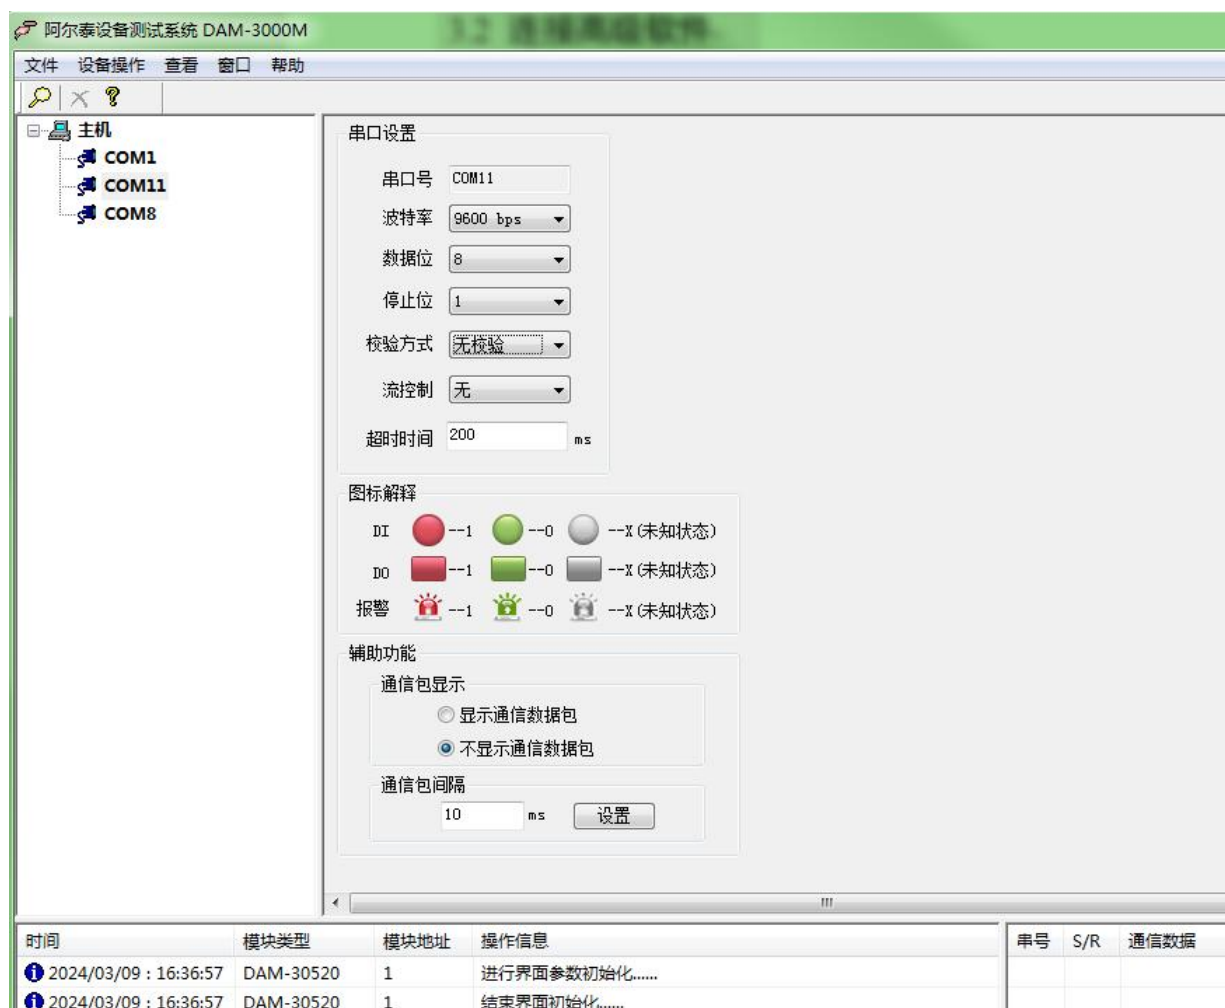 阿尔泰设备测试系统 DAM-3000M
3.2 连接高级软件
文件 设备操作 查看 窗口 帮助
主机
COM1
COM11
COM8
串口设置
串口号 COM11
波特率 9600 bps
数据位 8
停止位 1
校验方式 无校验
流控制 无
超时时间 200 ms
图标解释
DI --1 --0 --X(未知状态)
DO --1 --0 --X(未知状态)
报警 --1 --0 --X(未知状态)
辅助功能
通信包显示
显示通信数据包
不显示通信数据包
通信包间隔
10 ms 设置
时间 模块类型 模块地址 操作信息 串号 S/R 通信数据
2024/03/09 : 16:36:57 DAM-30520 1 进行界面参数初始化......
2024/03/09 : 16:36:57 DAM-30520 1 结束界面初始化......